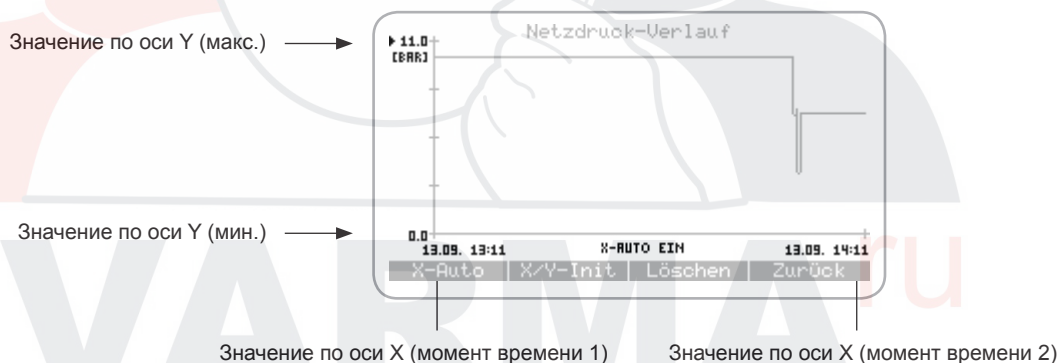 Netzdruck-Verlauf
Значение по оси Y (макс.)
11.0
[BAR]
Значение по оси Y (мин.)
0.0
13.09. 13:11 X-AUTO EIN 13.09. 14:11
X-Auto X/Y-Init Löschen Zurück
Значение по оси X (момент времени 1) Значение по оси X (момент времени 2)
VARMA
ru